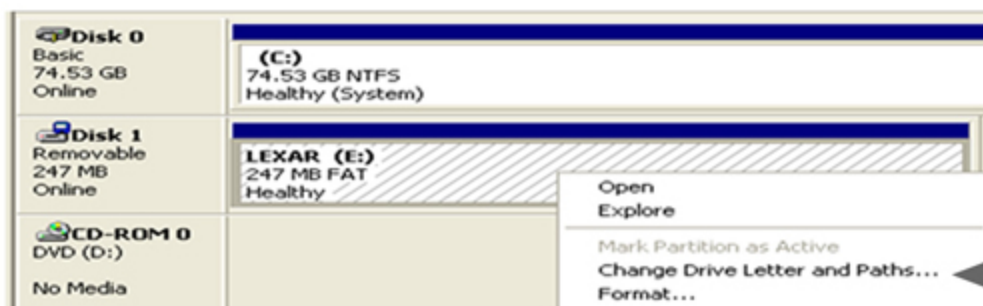 Disk 0
Basic
74.53 GB
Online
(C:)
74.53 GB NTFS
Healthy (System)
Disk 1
Removable
247 MB
Online
LEXAR (E:)
247 MB FAT
Healthy
CD-ROM 0
DVD (D:)
No Media
Open
Explore
Mark Partition as Active
Change Drive Letter and Paths...
Format...